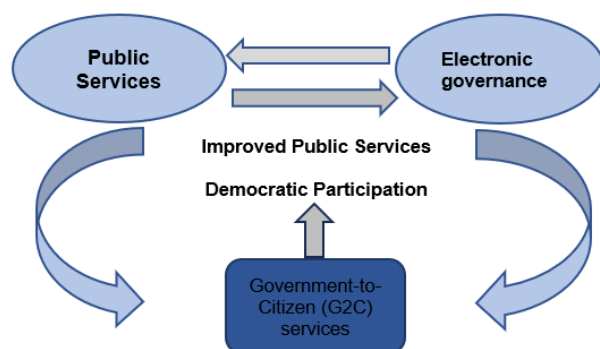 Public
Services
Electronic
governance
Improved Public Services
Democratic Participation
Government-to-
Citizen (G2C)
services